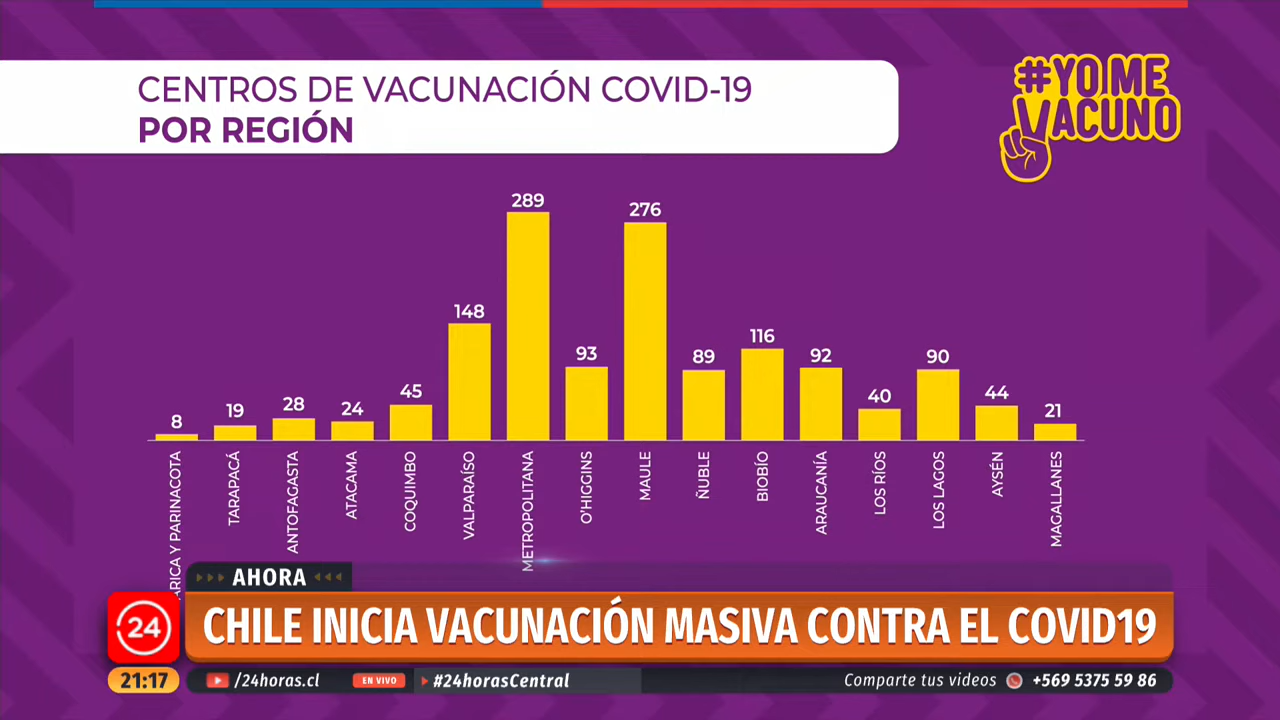 CENTROS DE VACUNACIÓN COVID-19
POR REGIÓN
#YO ME
VACUNO
8
19
28
24
45
148
289
93
276
89
116
92
40
90
44
21
ARICA Y PARINACOTA
TARAPACÁ
ANTOFAGASTA
ATACAMA
COQUIMBO
VALPARAÍSO
METROPOLITANA
O'HIGGINS
MAULE
ÑUBLE
BIOBÍO
ARAUCANÍA
LOS RÍOS
LOS LAGOS
AYSÉN
MAGALLANES
AHORA
24
CHILE INICIA VACUNACIÓN MASIVA CONTRA EL COVID19
21:17 /24horas.cl EN VIVO #24horasCentral Comparte tus videos +569 5375 59 86